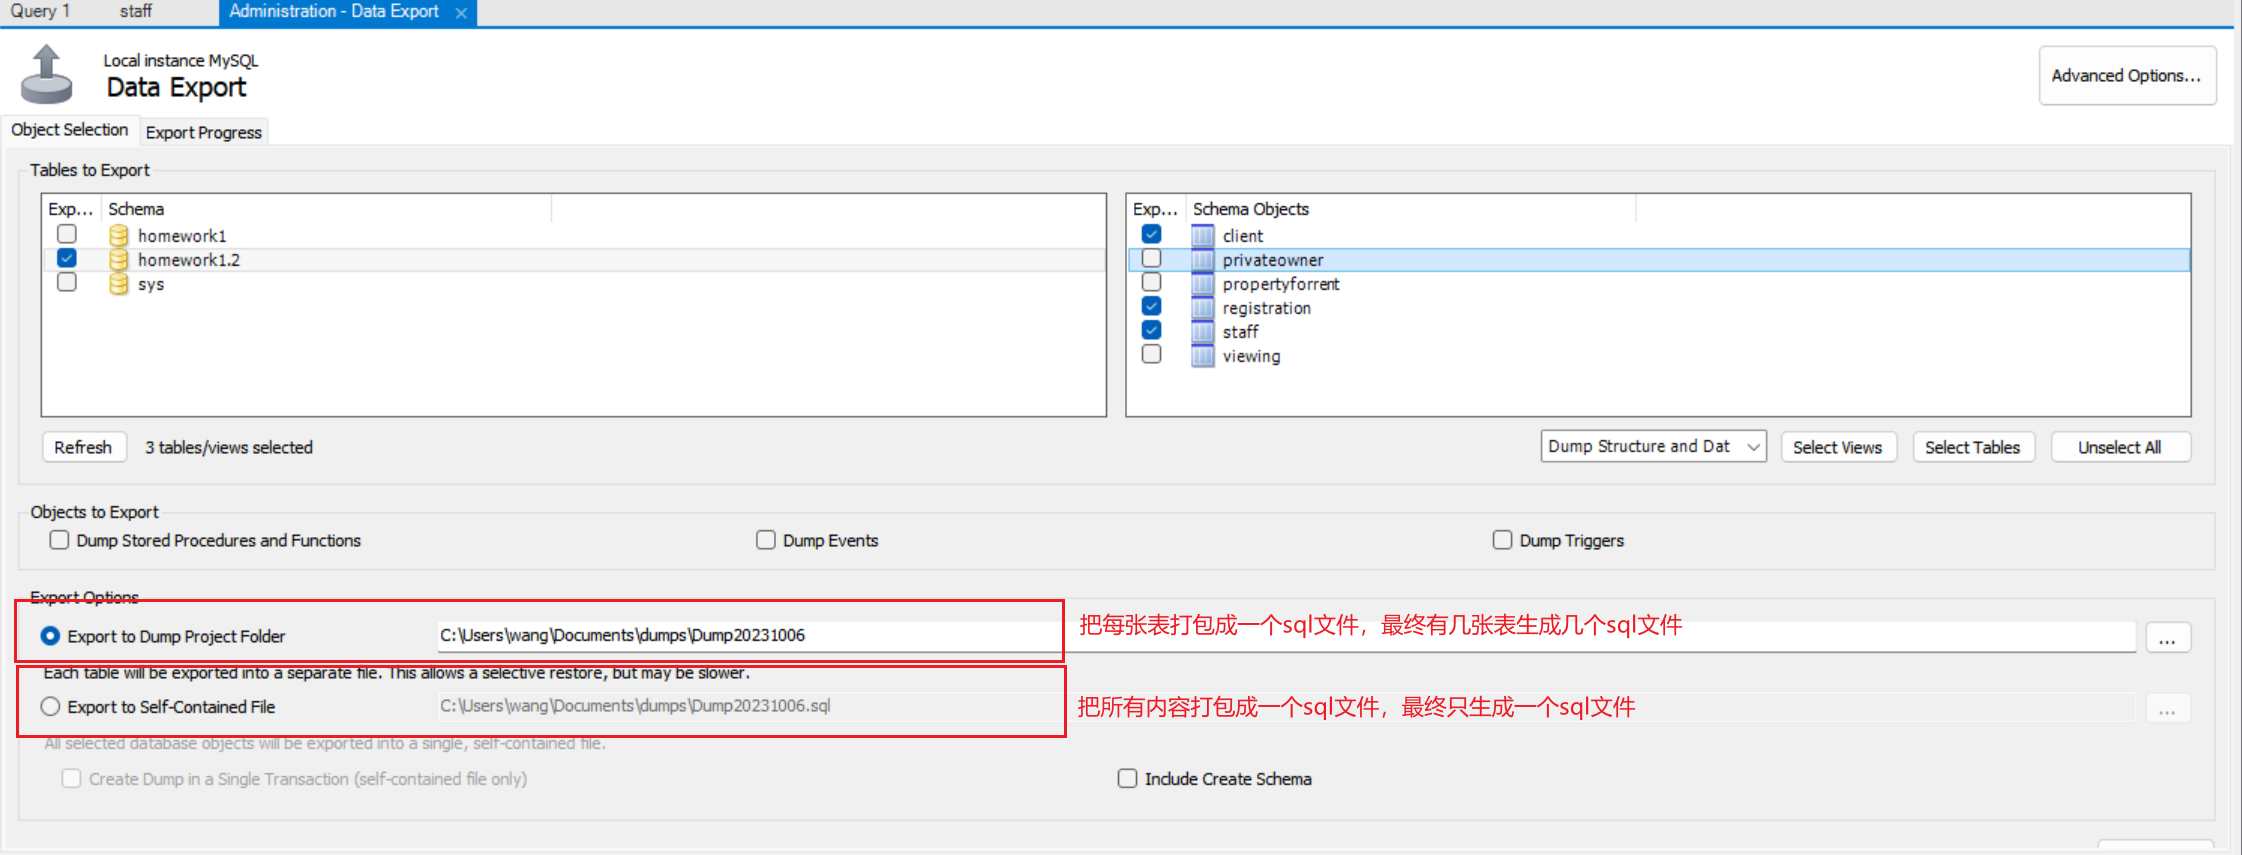 Query 1 staff Administration - Data Export
Local instance MySQL
Data Export
Advanced Options...
Object Selection Export Progress
Tables to Export
Exp... Schema
homework1
homework1.2
sys
Exp... Schema Objects
client
privateowner
propertyforrent
registration
staff
viewing
Refresh 3 tables/views selected
Dump Structure and Dat Select Views Select Tables Unselect All
Objects to Export
Dump Stored Procedures and Functions Dump Events Dump Triggers
Export Options
Export to Dump Project Folder C:\Users\wang\Documents\dumps\Dump20231006 ...
把每张表打包成一个sql文件，最终有几张表生成几个sql文件
Each table will be exported into a separate file. This allows a selective restore, but may be slower.
Export to Self-Contained File C:\Users\wang\Documents\dumps\Dump20231006.sql ...
把所有内容打包成一个sql文件，最终只生成一个sql文件
All selected database objects will be exported into a single, self-contained file.
Create Dump in a Single Transaction (self-contained file only) Include Create Schema